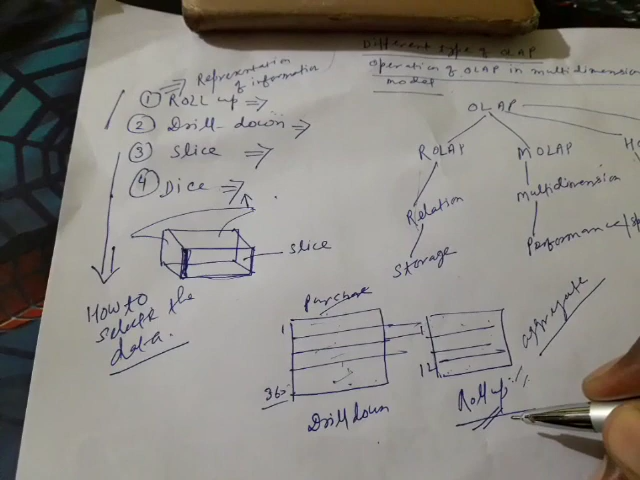 Different type of OLAP
operation of OLAP in multidimension
model
=> Representation
of information
① ROLL up =>
② Drill-down =>
③ Slice =>
④ Dice =>
OLAP
ROLAP MOLAP Ho
Relation Multidimension
Storage Performance/
Slice
How to
select the
data.
Purchase
1 1
365 12
Drill down Roll up
aggregate